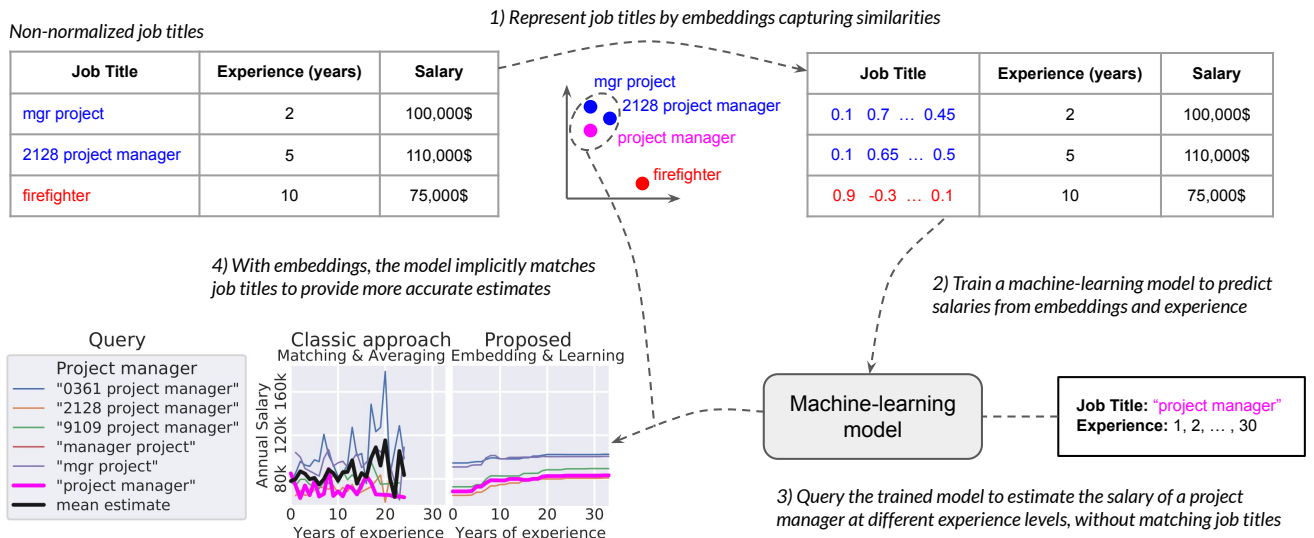 1) Represent job titles by embeddings capturing similarities
Non-normalized job titles
Job Title Experience (years) Salary
mgr project 2 100,000$
2128 project manager 5 110,000$
firefighter 10 75,000$
mgr project
2128 project manager
project manager
firefighter
Job Title Experience (years) Salary
0.1 0.7 … 0.45 2 100,000$
0.1 0.65 … 0.5 5 110,000$
0.9 -0.3 … 0.1 10 75,000$
4) With embeddings, the model implicitly matches
job titles to provide more accurate estimates
2) Train a machine-learning model to predict
salaries from embeddings and experience
Query
Project manager
"0361 project manager"
"2128 project manager"
"9109 project manager"
"manager project"
"mgr project"
"project manager"
mean estimate
Classic approach
Matching & Averaging
Proposed
Embedding & Learning
Annual Salary
160k
120k
80k
0 10 20 30
Years of experience
0 10 20 30
Years of experience
Machine-learning
model
Job Title: “project manager”
Experience: 1, 2, … , 30
3) Query the trained model to estimate the salary of a project
manager at different experience levels, without matching job titles